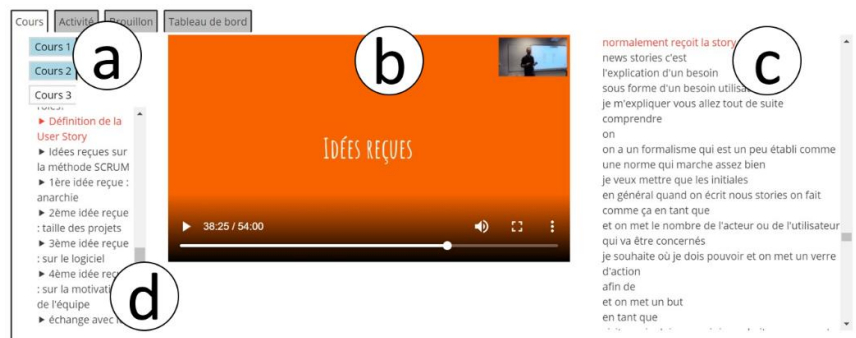 Cours
Activité
Brouillon
Tableau de bord
Cours 1
Cours 2
Cours 3
a
► Définition de la
User Story
► Idées reçues sur
la méthode SCRUM
► 1ère idée reçue :
anarchie
► 2ème idée reçue
: taille des projets
► 3ème idée reçue
: sur le logiciel
► 4ème idée
: sur la
de l'équipe
► échange avec
d
b
IDÉES REÇUES
38:25 / 54:00
c
normalement reçoit la story
news stories c'est
l'explication d'un besoin
sous forme d'un besoin
je m'expliquer vous allez tout de suite
comprendre
on
on a un formalisme qui est un peu établi comme
une norme qui marche assez bien
je veux mettre que les initiales
en général quand on écrit nous stories on fait
comme ça en tant que
et on met le nombre de l'acteur ou de l'utilisateur
qui va être concernés
je souhaite où je dois pouvoir et on met un verre
d'action
afin de
et on met un but
en tant que